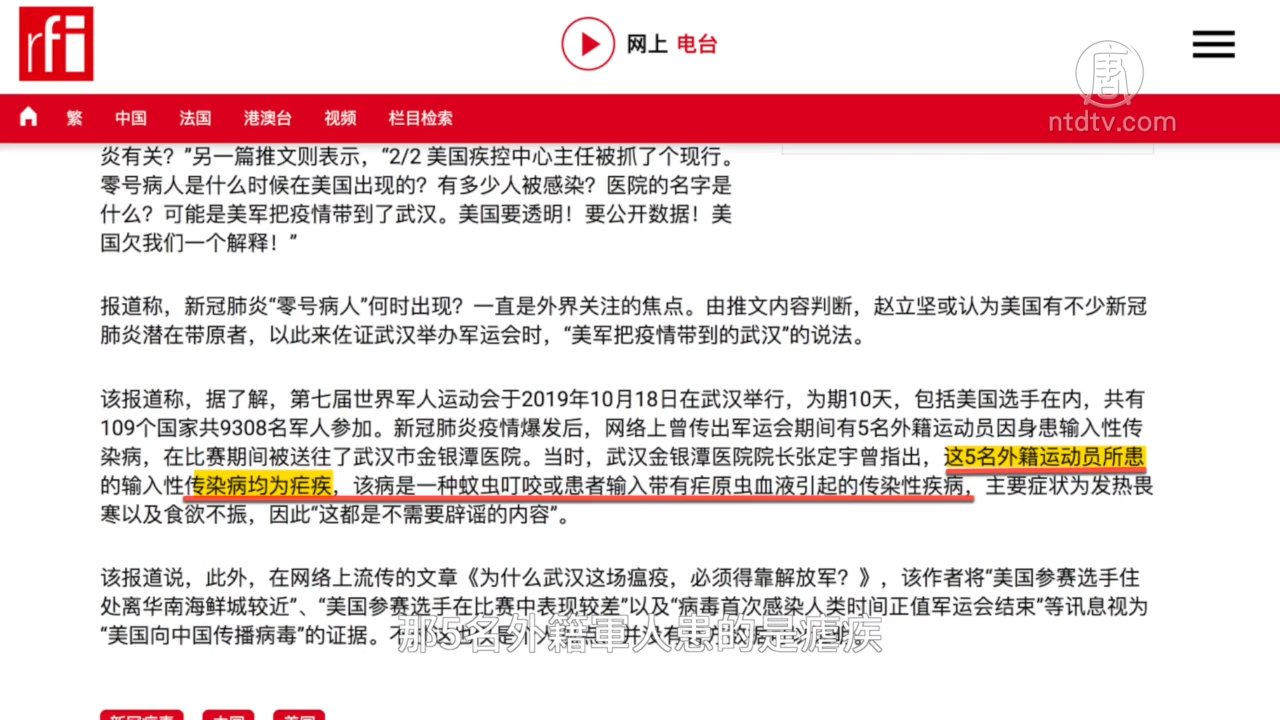 rfi
网上 电台
唐
ntdtv.com
繁 中国 法国 港澳台 视频 栏目检索
炎有关？”另一篇推文则表示，“2/2 美国疾控中心主任被抓了个现行。
零号病人是什么时候在美国出现的？有多少人被感染？医院的名字是
什么？可能是美军把疫情带到了武汉。美国要透明！要公开数据！美
国欠我们一个解释！”
报道称，新冠肺炎“零号病人”何时出现？一直是外界关注的焦点。由推文内容判断，赵立坚或认为美国有不少新冠
肺炎潜在带原者，以此来佐证武汉举办军运会时，“美军把疫情带到的武汉”的说法。
该报道称，据了解，第七届世界军人运动会于2019年10月18日在武汉举行，为期10天，包括美国选手在内，共有
109个国家共9308名军人参加。新冠肺炎疫情爆发后，网络上曾传出军运会期间有5名外籍运动员因身患输入性传
染病，在比赛期间被送往了武汉市金银潭医院。当时，武汉金银潭医院院长张定宇曾指出，这5名外籍运动员所患
的输入性传染病均为疟疾，该病是一种蚊虫叮咬或患者输入带有疟原虫血液引起的传染性疾病，主要症状为发热畏
寒以及食欲不振，因此“这都是不需要辟谣的内容”。
该报道说，此外，在网络上流传的文章《为什么武汉这场瘟疫，必须得靠解放军？》，该作者将“美国参赛选手住
处离华南海鲜城较近”、“美国参赛选手在比赛中表现较差”以及“病毒首次感染人类时间正值军运会结束”等讯息视为
“美国向中国传播病毒”的证据。
那5名外籍軍人患的是瘧疾
新冠病毒 中国 美国